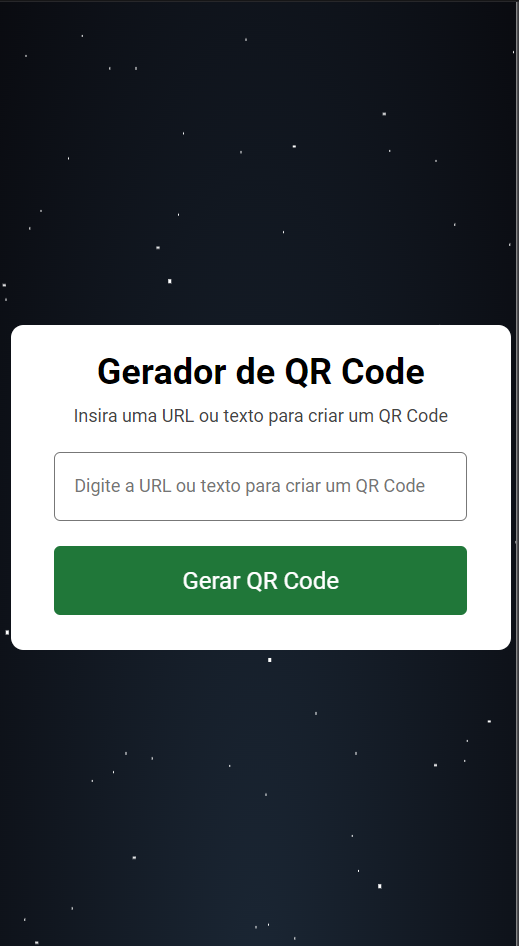 Gerador de QR Code
Insira uma URL ou texto para criar um QR Code
Digite a URL ou texto para criar um QR Code
Gerar QR Code